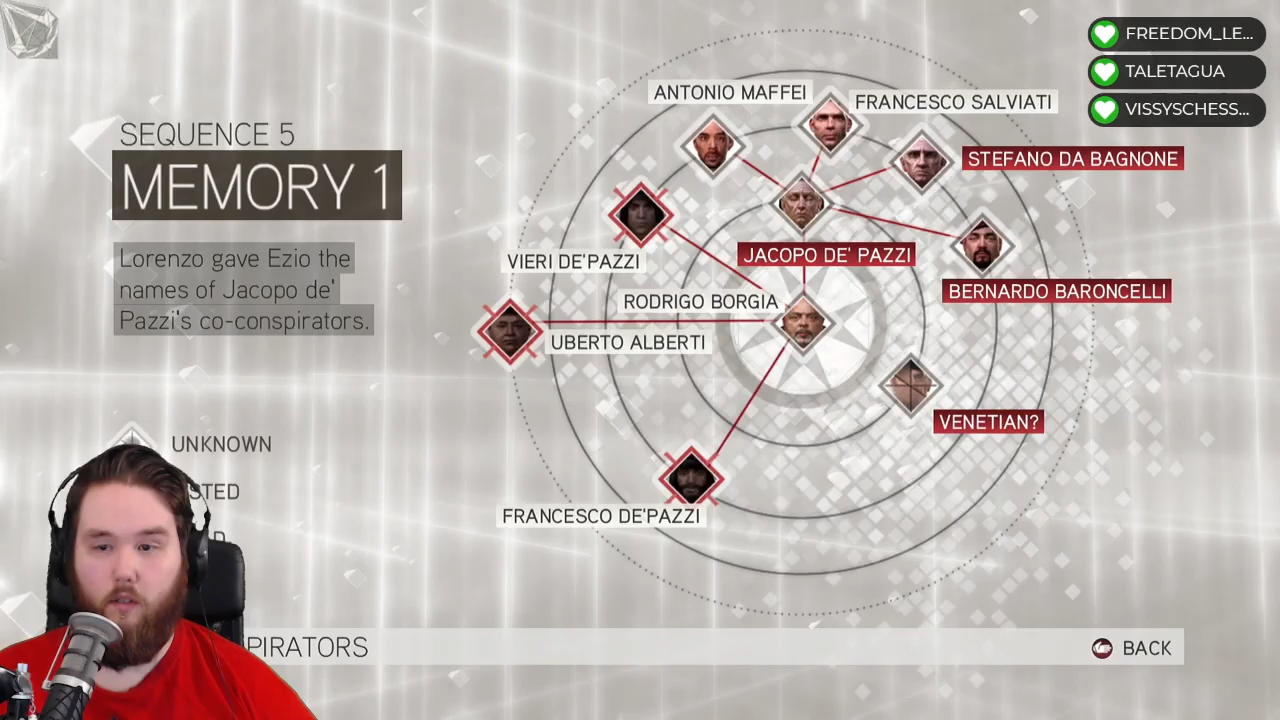 FREEDOM_LE...
TALETAGUA
VISSYSCHESS...
SEQUENCE 5
MEMORY 1
Lorenzo gave Ezio the
names of Jacopo de'
Pazzi's co-conspirators.
ANTONIO MAFFEI
FRANCESCO SALVIATI
STEFANO DA BAGNONE
JACOPO DE' PAZZI
VIERI DE'PAZZI
BERNARDO BARONCELLI
RODRIGO BORGIA
UBERTO ALBERTI
VENETIAN?
FRANCESCO DE'PAZZI
UNKNOWN
STED
D
PIRATORS
BACK